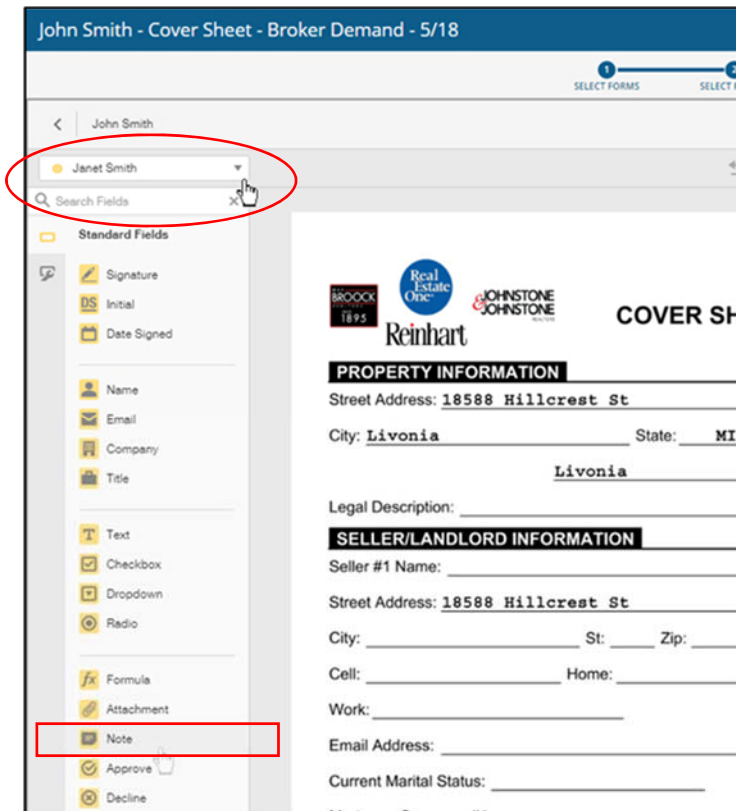 John Smith - Cover Sheet - Broker Demand - 5/18
1
2
SELECT FORMS
SELECT
John Smith
Janet Smith
Search Fields
Standard Fields
Signature
DS Initial
Date Signed
Name
Email
Company
Title
T Text
Checkbox
Dropdown
Radio
fx Formula
Attachment
Note
Approve
Decline
BROOCK
1895
Real
Estate
One
Reinhart
&JOHNSTONE
JOHNSTONE
COVER SH
PROPERTY INFORMATION
Street Address: 18588 Hillcrest St
City: Livonia State: MI
Livonia
Legal Description:
SELLER/LANDLORD INFORMATION
Seller #1 Name:
Street Address: 18588 Hillcrest St
City: St: Zip:
Cell: Home:
Work:
Email Address:
Current Marital Status: